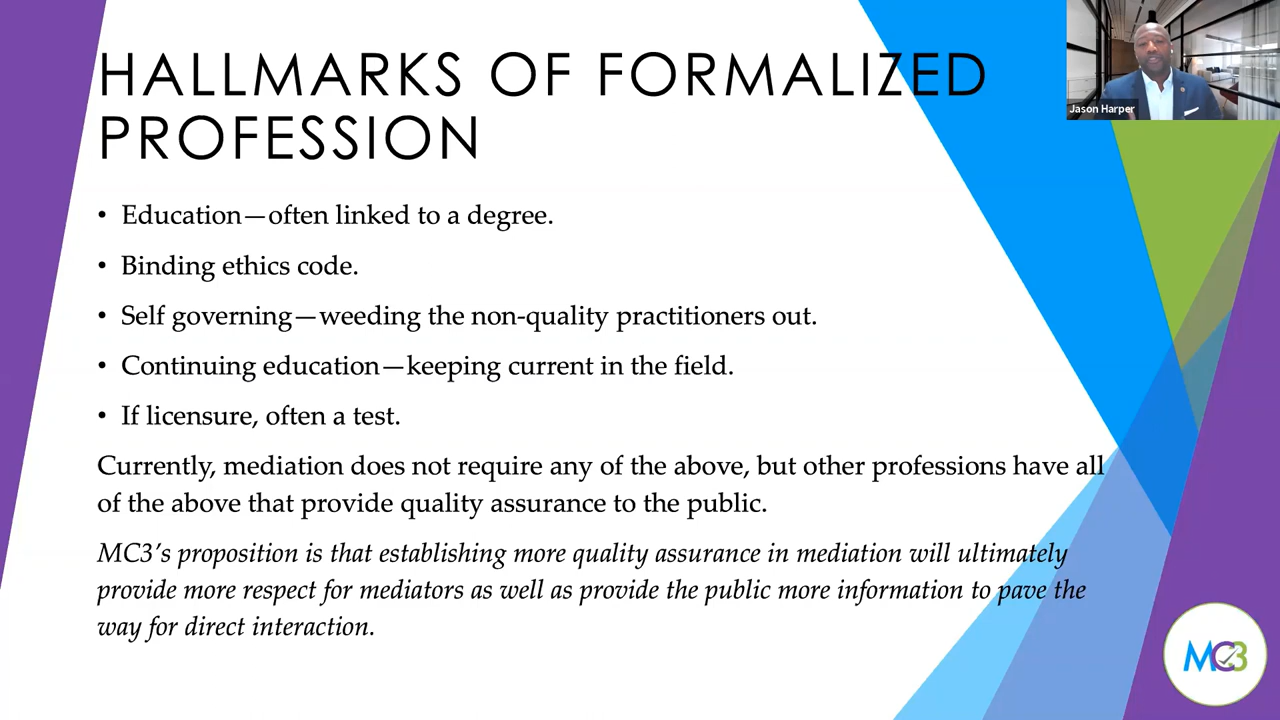 HALLMARKS OF FORMALIZED
PROFESSION
Jason Harper
• Education—often linked to a degree.
• Binding ethics code.
• Self governing—weeding the non-quality practitioners out.
• Continuing education—keeping current in the field.
• If licensure, often a test.
Currently, mediation does not require any of the above, but other professions have all
of the above that provide quality assurance to the public.
MC3’s proposition is that establishing more quality assurance in mediation will ultimately
provide more respect for mediators as well as provide the public more information to pave the
way for direct interaction.
MC3